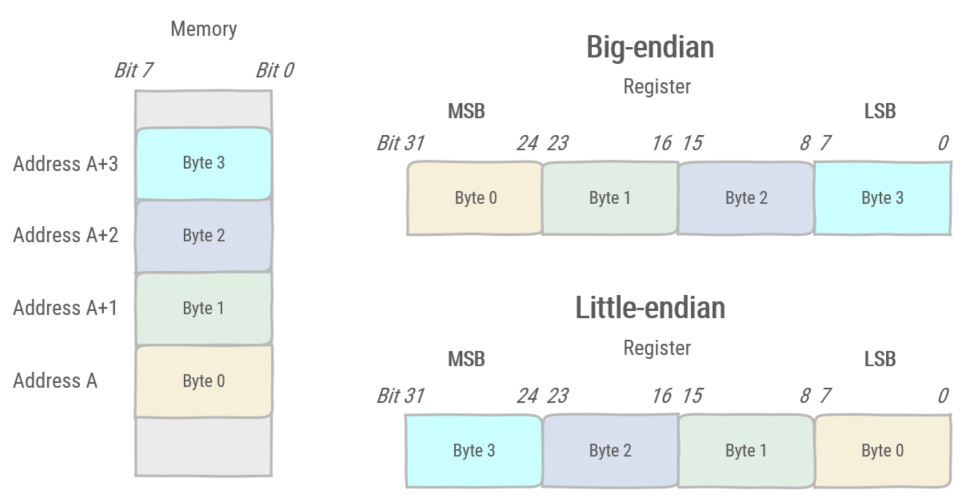 Memory
Bit 7 Bit 0
Address A+3 Byte 3
Address A+2 Byte 2
Address A+1 Byte 1
Address A Byte 0
Big-endian
Register
MSB LSB
Bit 31 24 23 16 15 8 7 0
Byte 0 Byte 1 Byte 2 Byte 3
Little-endian
Register
MSB LSB
Bit 31 24 23 16 15 8 7 0
Byte 3 Byte 2 Byte 1 Byte 0